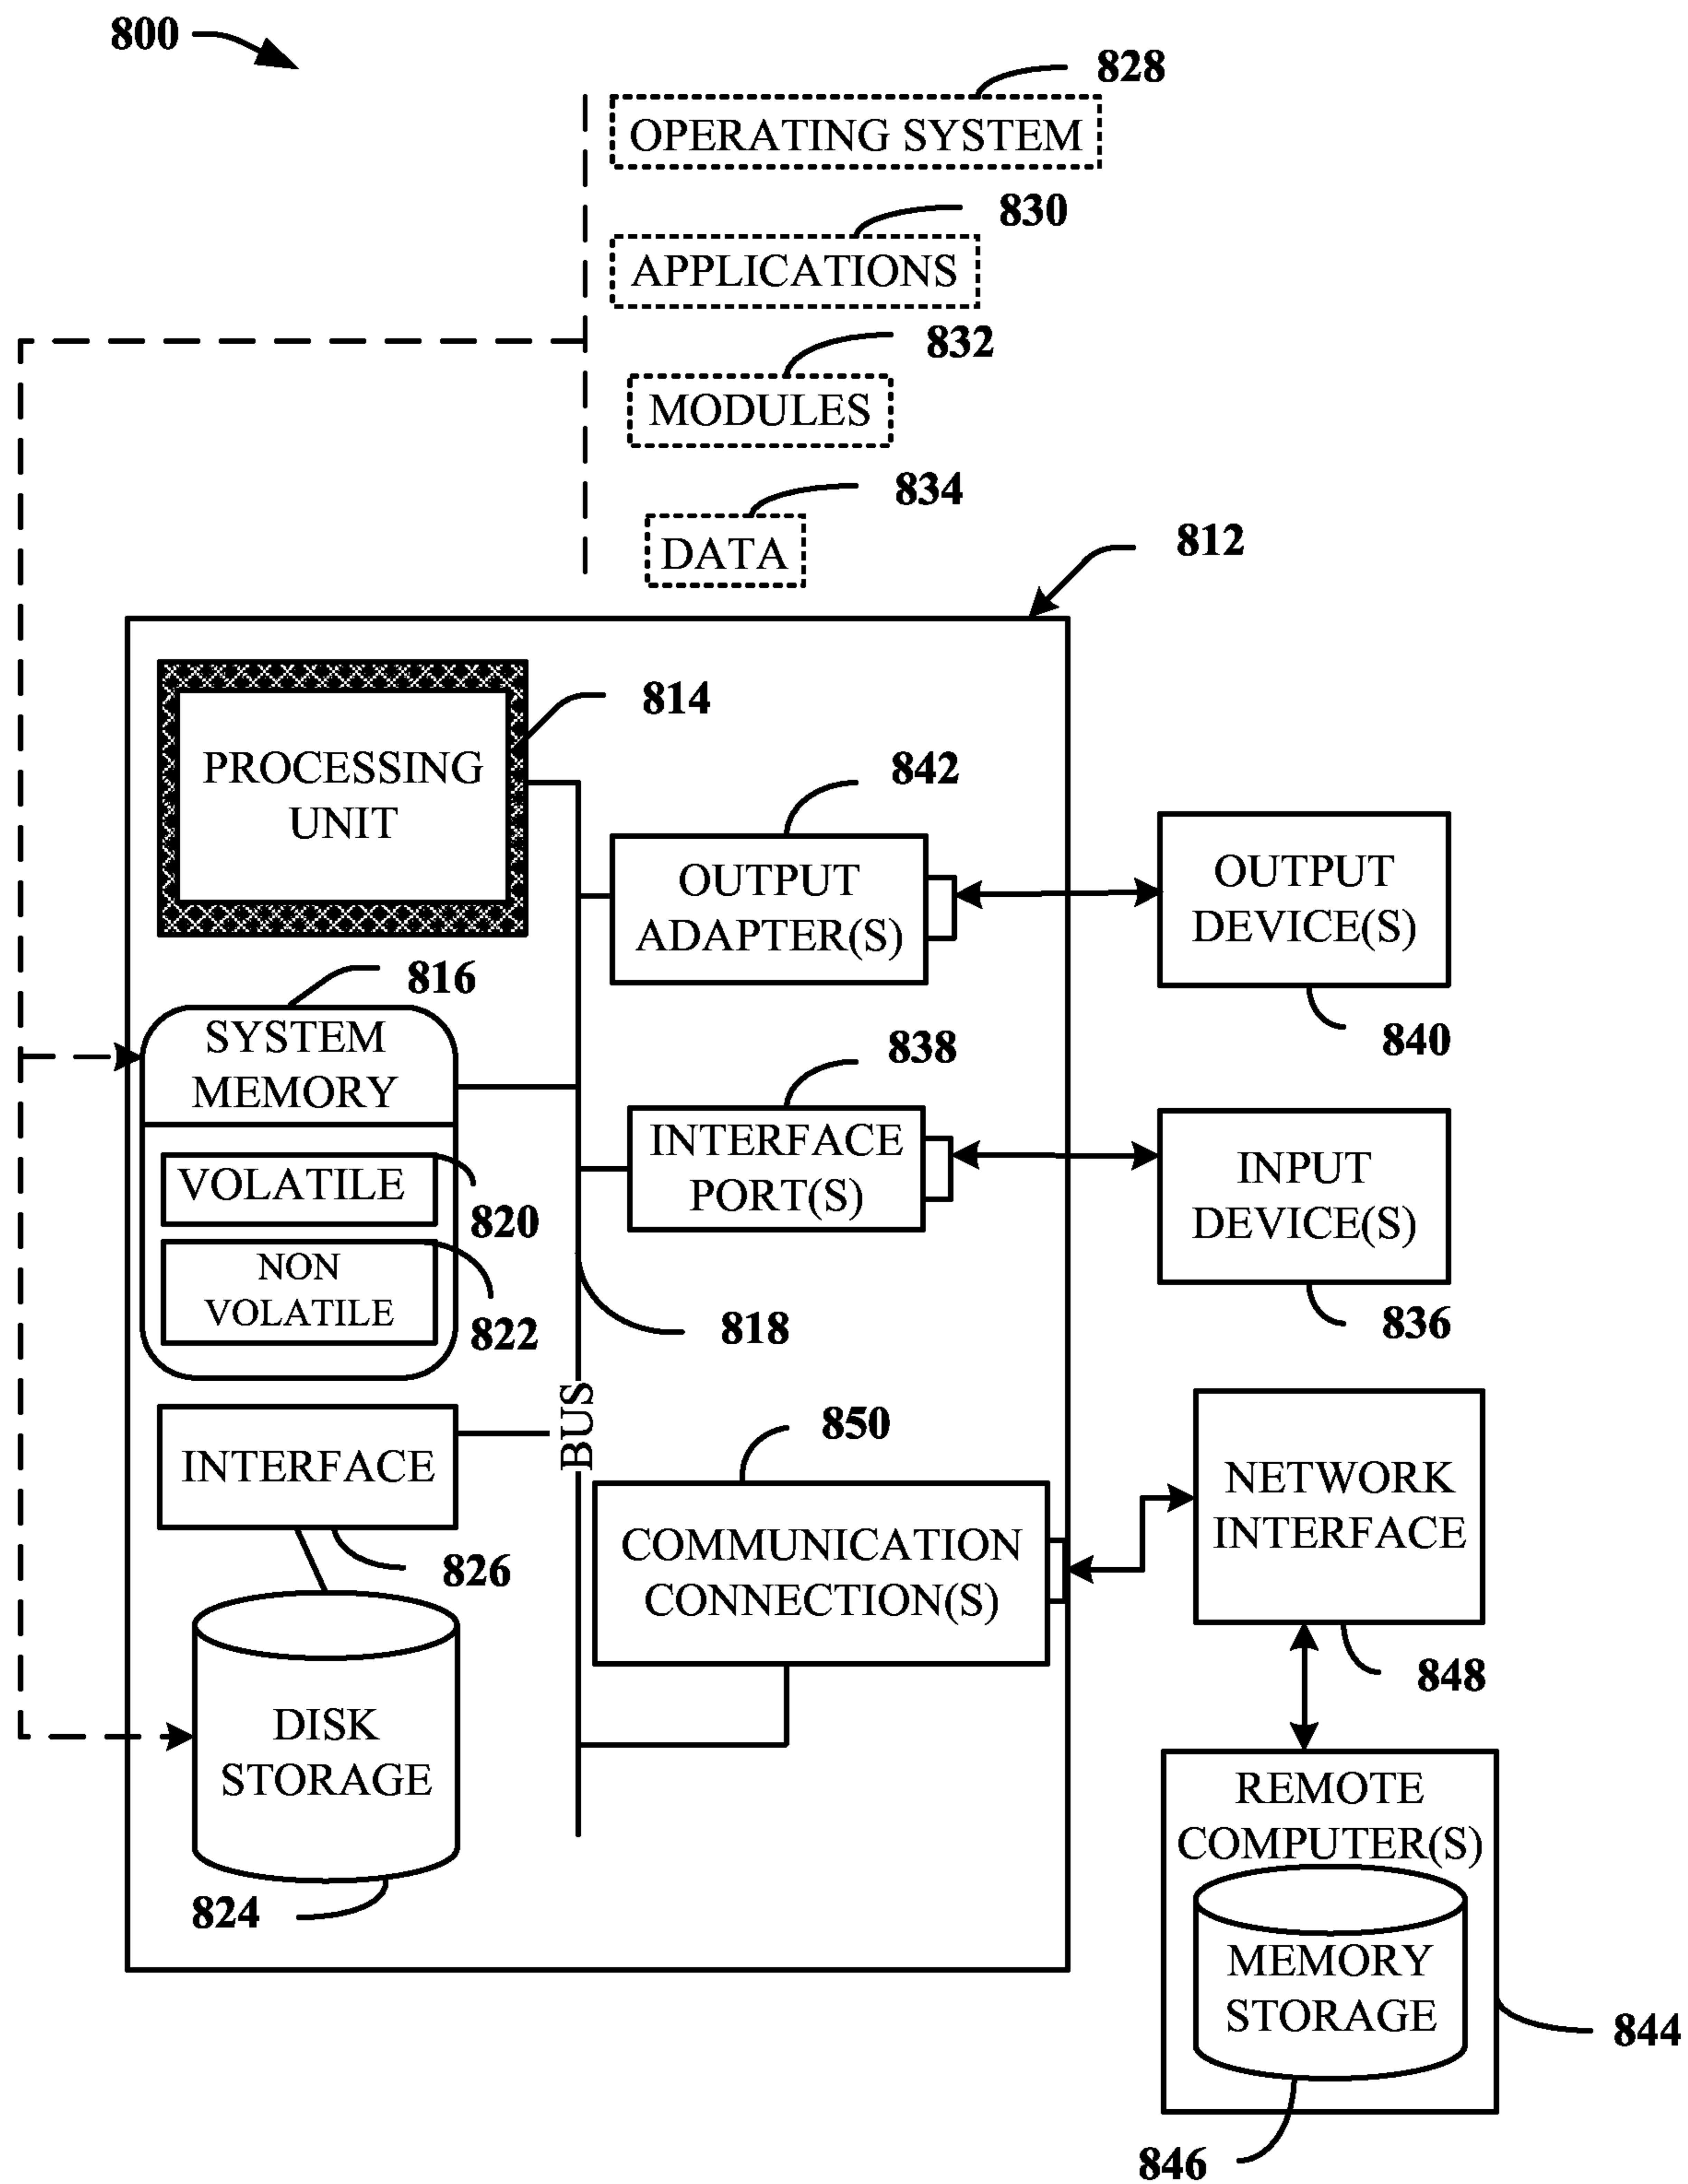 800
828
OPERATING SYSTEM
830
APPLICATIONS
832
MODULES
834
DATA
812
814
PROCESSING
UNIT
842
OUTPUT
ADAPTER(S)
OUTPUT
DEVICE(S)
840
816
SYSTEM
MEMORY
838
INTERFACE
PORT(S)
INPUT
DEVICE(S)
836
VOLATILE
820
NON
VOLATILE
822
818
BUS
INTERFACE
826
850
COMMUNICATION
CONNECTION(S)
NETWORK
INTERFACE
848
DISK
STORAGE
824
REMOTE
COMPUTER(S)
MEMORY
STORAGE
844
846